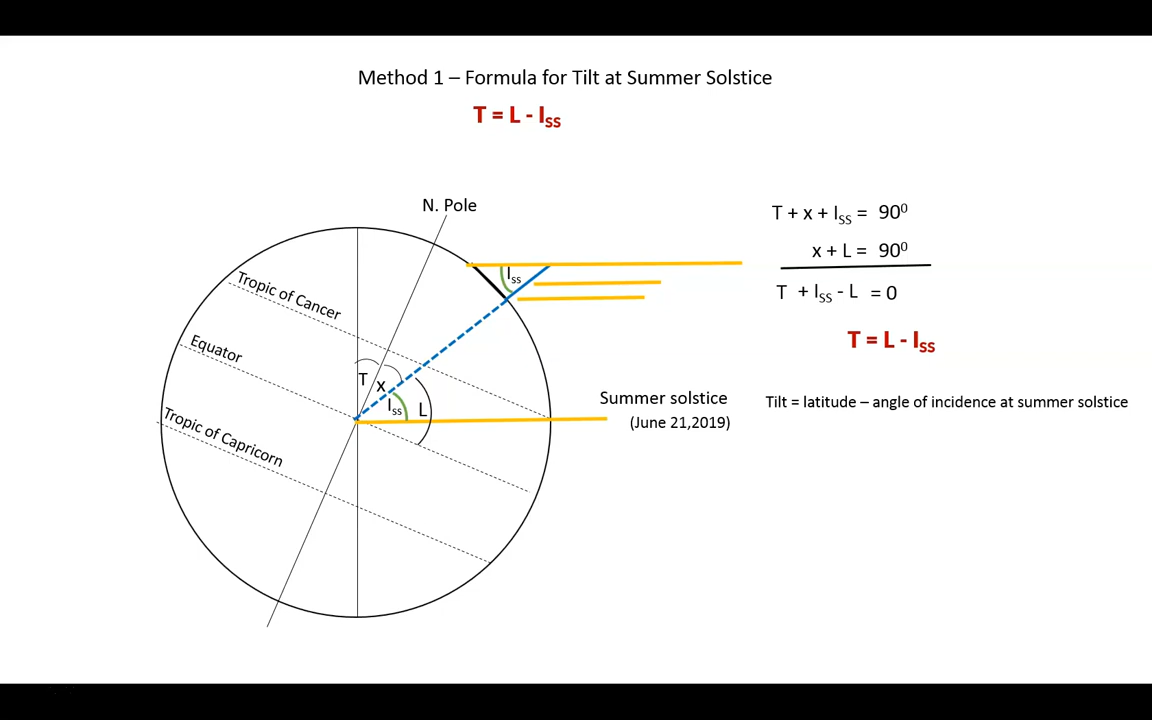 Method 1 – Formula for Tilt at Summer Solstice
T = L - Iss
N. Pole
Tropic of Cancer
Equator
Tropic of Capricorn
Iss
T
x
Iss
L
Summer solstice
(June 21,2019)
T + x + Iss = 90⁰
x + L = 90⁰
T + Iss - L = 0
T = L - Iss
Tilt = latitude – angle of incidence at summer solstice